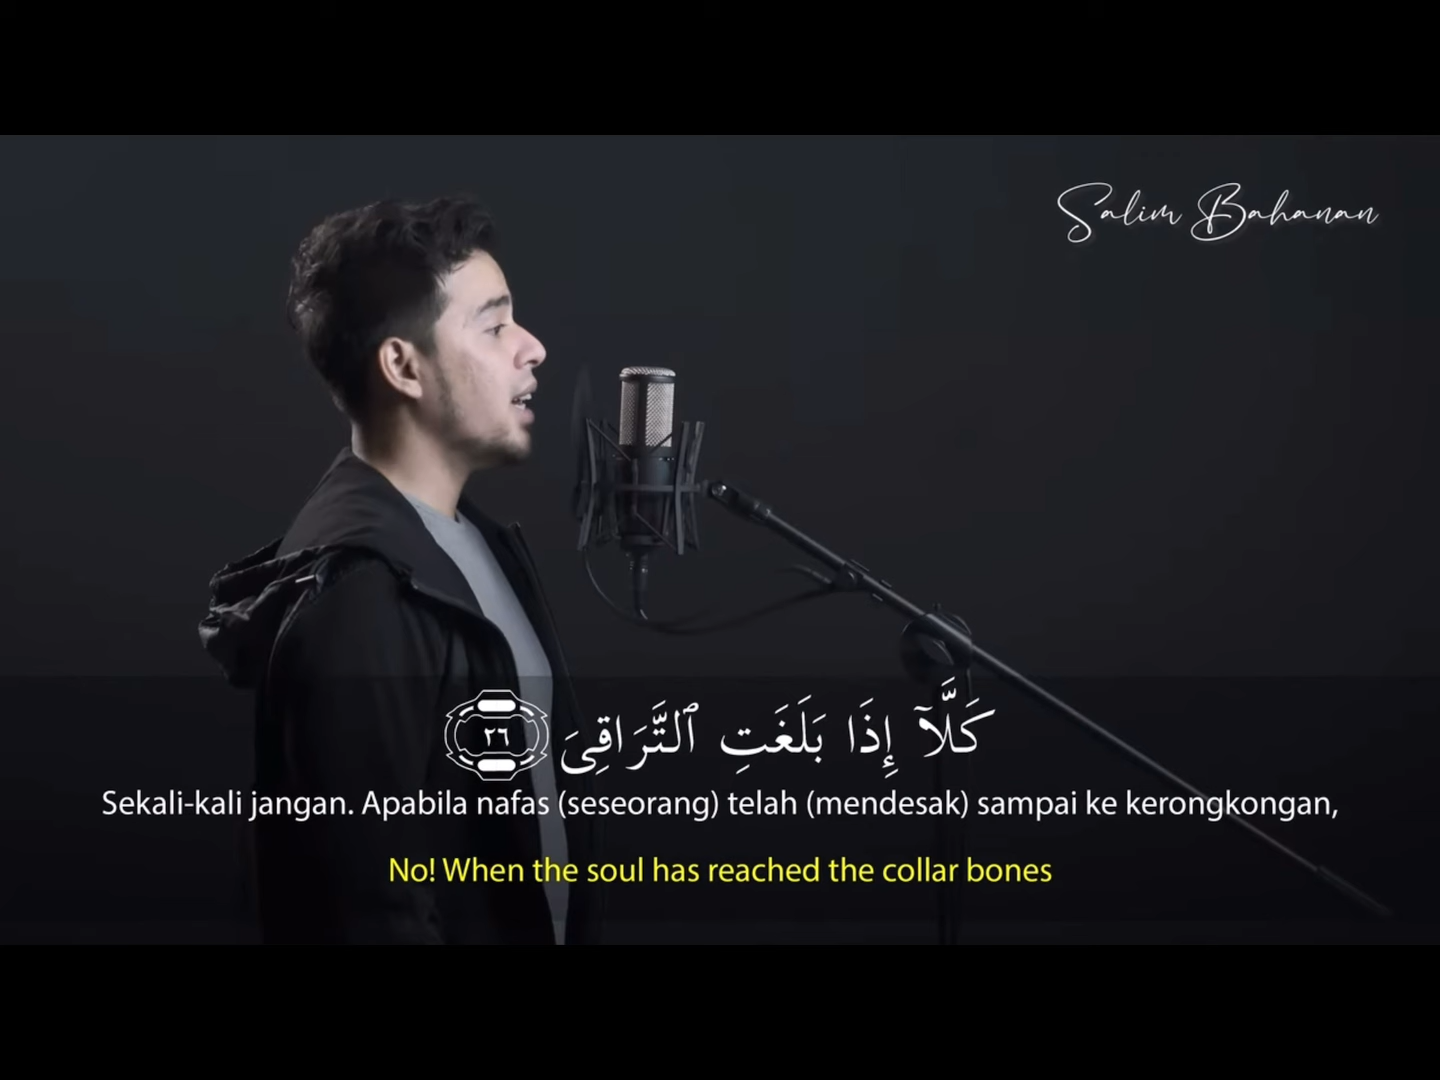 Salim Bahanan
كَلَّآ إِذَا بَلَغَتِ ٱلتَّرَاقِىَ ٢٦
Sekali-kali jangan. Apabila nafas (seseorang) telah (mendesak) sampai ke kerongkongan,
No! When the soul has reached the collar bones